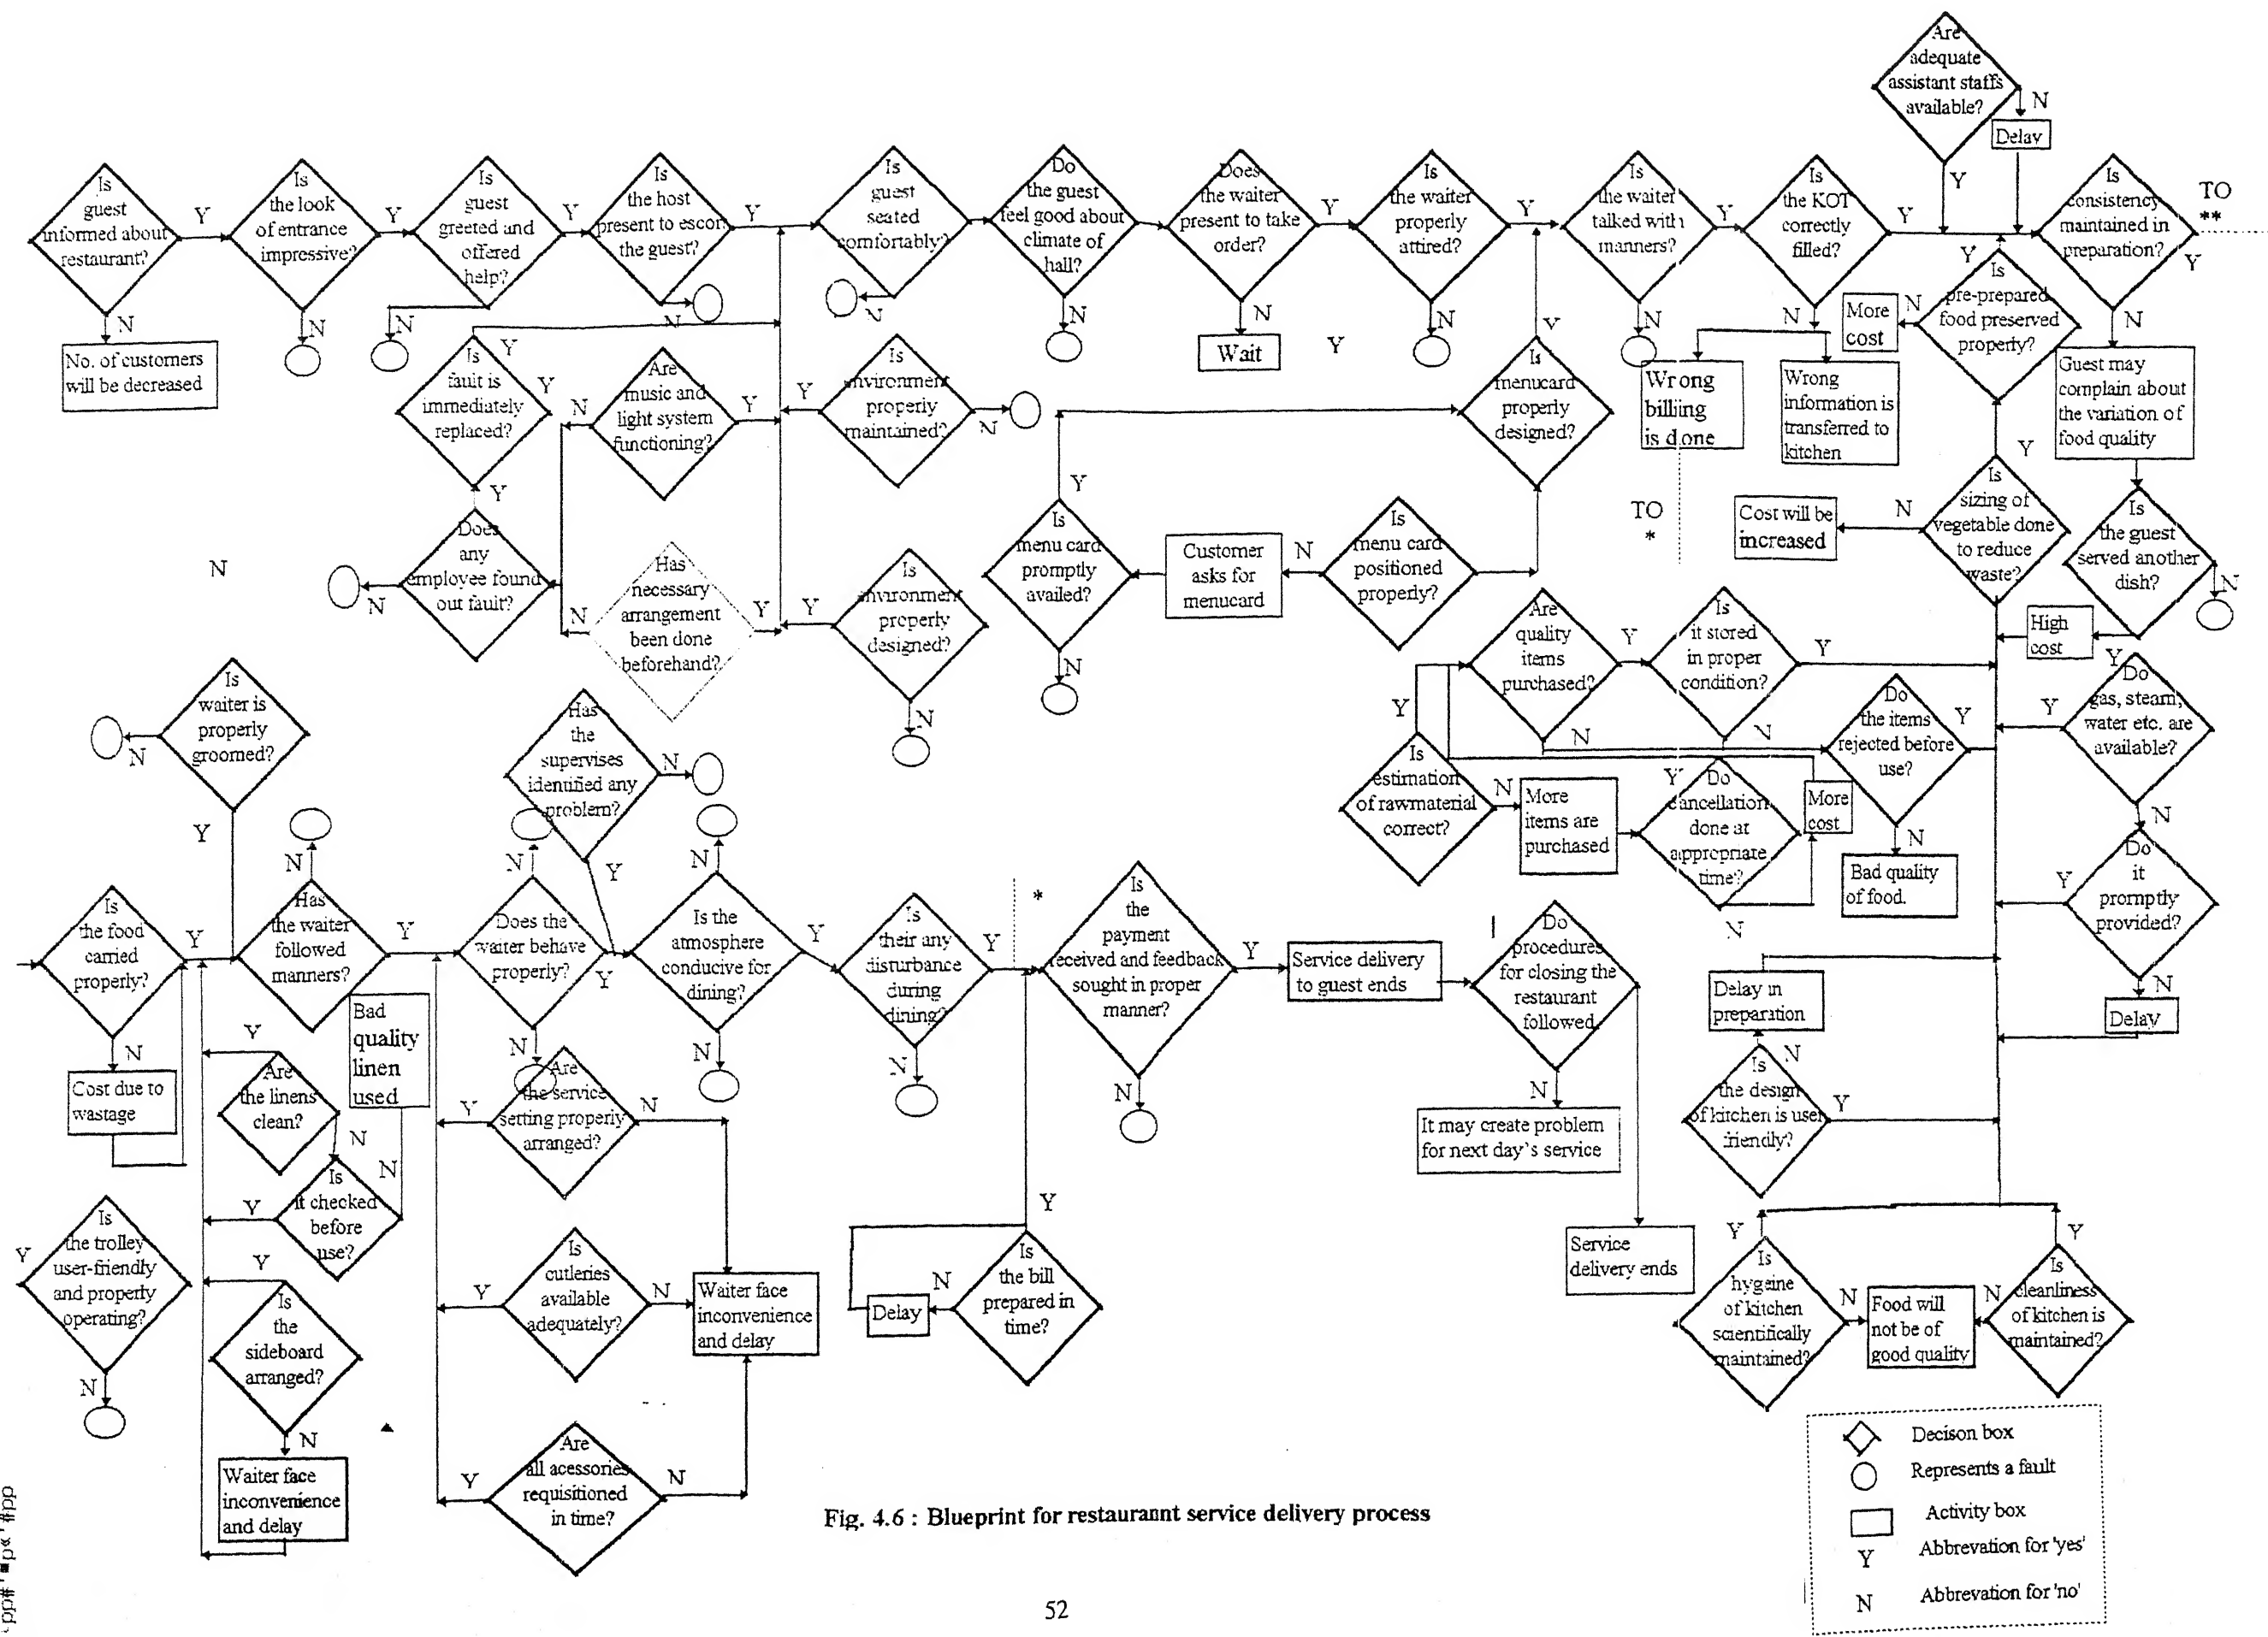 Are
adequate
assistant staffs
available?
N
Delay
Y
Is
guest
informed about
restaurant?
Y
N
No. of customers
will be decreased
Is
the look
of entrance
impressive?
Y
N
Is
guest
greeted and
offered
help?
Y
N
Is
the host
present to escort
the guest?
Y
N
Is
guest
seated
comfortably?
N
Do
the guest
feel good about
climate of
hall?
N
Does
the waiter
present to take
order?
Y
N
Wait
Y
Is
the waiter
properly
attired?
Y
N
Is
the waiter
talked with
manners?
Y
N
Is
the KOT
correctly
filled?
Y
N
Wrong
billing
is done
Wrong
information is
transferred to
kitchen
TO
*
Is
consistency
maintained in
preparation?
TO
**
Y
N
Guest may
complain about
the variation of
food quality
Is
the guest
served another
dish?
N
Y
High
cost
Y
Is
pre-prepared
food preserved
properly?
N
More
cost
Y
Is
sizing of
vegetable done
to reduce
waste?
N
Cost will be
increased
Is
fault is
immediately
replaced?
Y
Y
Are
music and
light system
functioning?
N
Y
Is
environment
properly
maintained?
Y
N
Does
any
employee found
out fault?
Y
N
N
Has
necessary
arrangement
been done
beforehand?
N
Y
Is
environment
properly
designed?
Y
N
Is
menucard
properly
designed?
Y
Is
menu card
promptly
availed?
Y
N
Customer
asks for
menucard
N
Is
menu card
positioned
properly?
Are
quality
items
purchased?
Y
N
Is
it stored
in proper
condition?
Y
N
Do
the items
rejected before
use?
Y
N
Bad quality
of food.
Is
estimation
of rawmaterial
correct?
Y
N
More
items are
purchased
Do
cancellation
done at
appropriate
time?
Y
N
More
cost
Do
gas, steam,
water etc. are
available?
Y
N
Do
it
promptly
provided?
Y
N
Delay
Delay in
preparation
N
Is
the design
of kitchen is user
friendly?
Y
Is
hygeine
of kitchen
scientifically
maintained?
Y
N
Food will
not be of
good quality
Is
cleanliness
of kitchen is
maintained?
N
Y
Is
waiter is
properly
groomed?
N
Y
Is
the food
carried
properly?
Y
N
Cost due to
wastage
Has
the waiter
followed
manners?
N
Y
Has
the
supervises
identified any
problem?
N
Y
Does the
waiter behave
properly?
N
Y
N
Is the
atmosphere
conducive for
dining?
N
Y
N
Is
their any
disturbance
during
dining?
Y
N
*
Is
the
payment
received and feedback
sought in proper
manner?
Y
N
Service delivery
to guest ends
Do
procedures
for closing the
restaurant
followed
N
It may create problem
for next day's service
Service
delivery ends
Are
the linens
clean?
Y
N
Bad
quality
linen
used
Is
it checked
before
use?
Y
N
Is
the trolley
user-friendly
and properly
operating?
Y
N
Is
the
sideboard
arranged?
Y
N
Waiter face
inconvenience
and delay
Are
the service
setting properly
arranged?
Y
N
Is
cutleries
available
adequately?
Y
N
Waiter face
inconvenience
and delay
Are
all acessories
requisitioned
in time?
Y
N
Is
the bill
prepared in
time?
Y
N
Delay
Decison box
Represents a fault
Activity box
Y Abbrevation for 'yes'
N Abbrevation for 'no'
Fig. 4.6 : Blueprint for restaurannt service delivery process
52